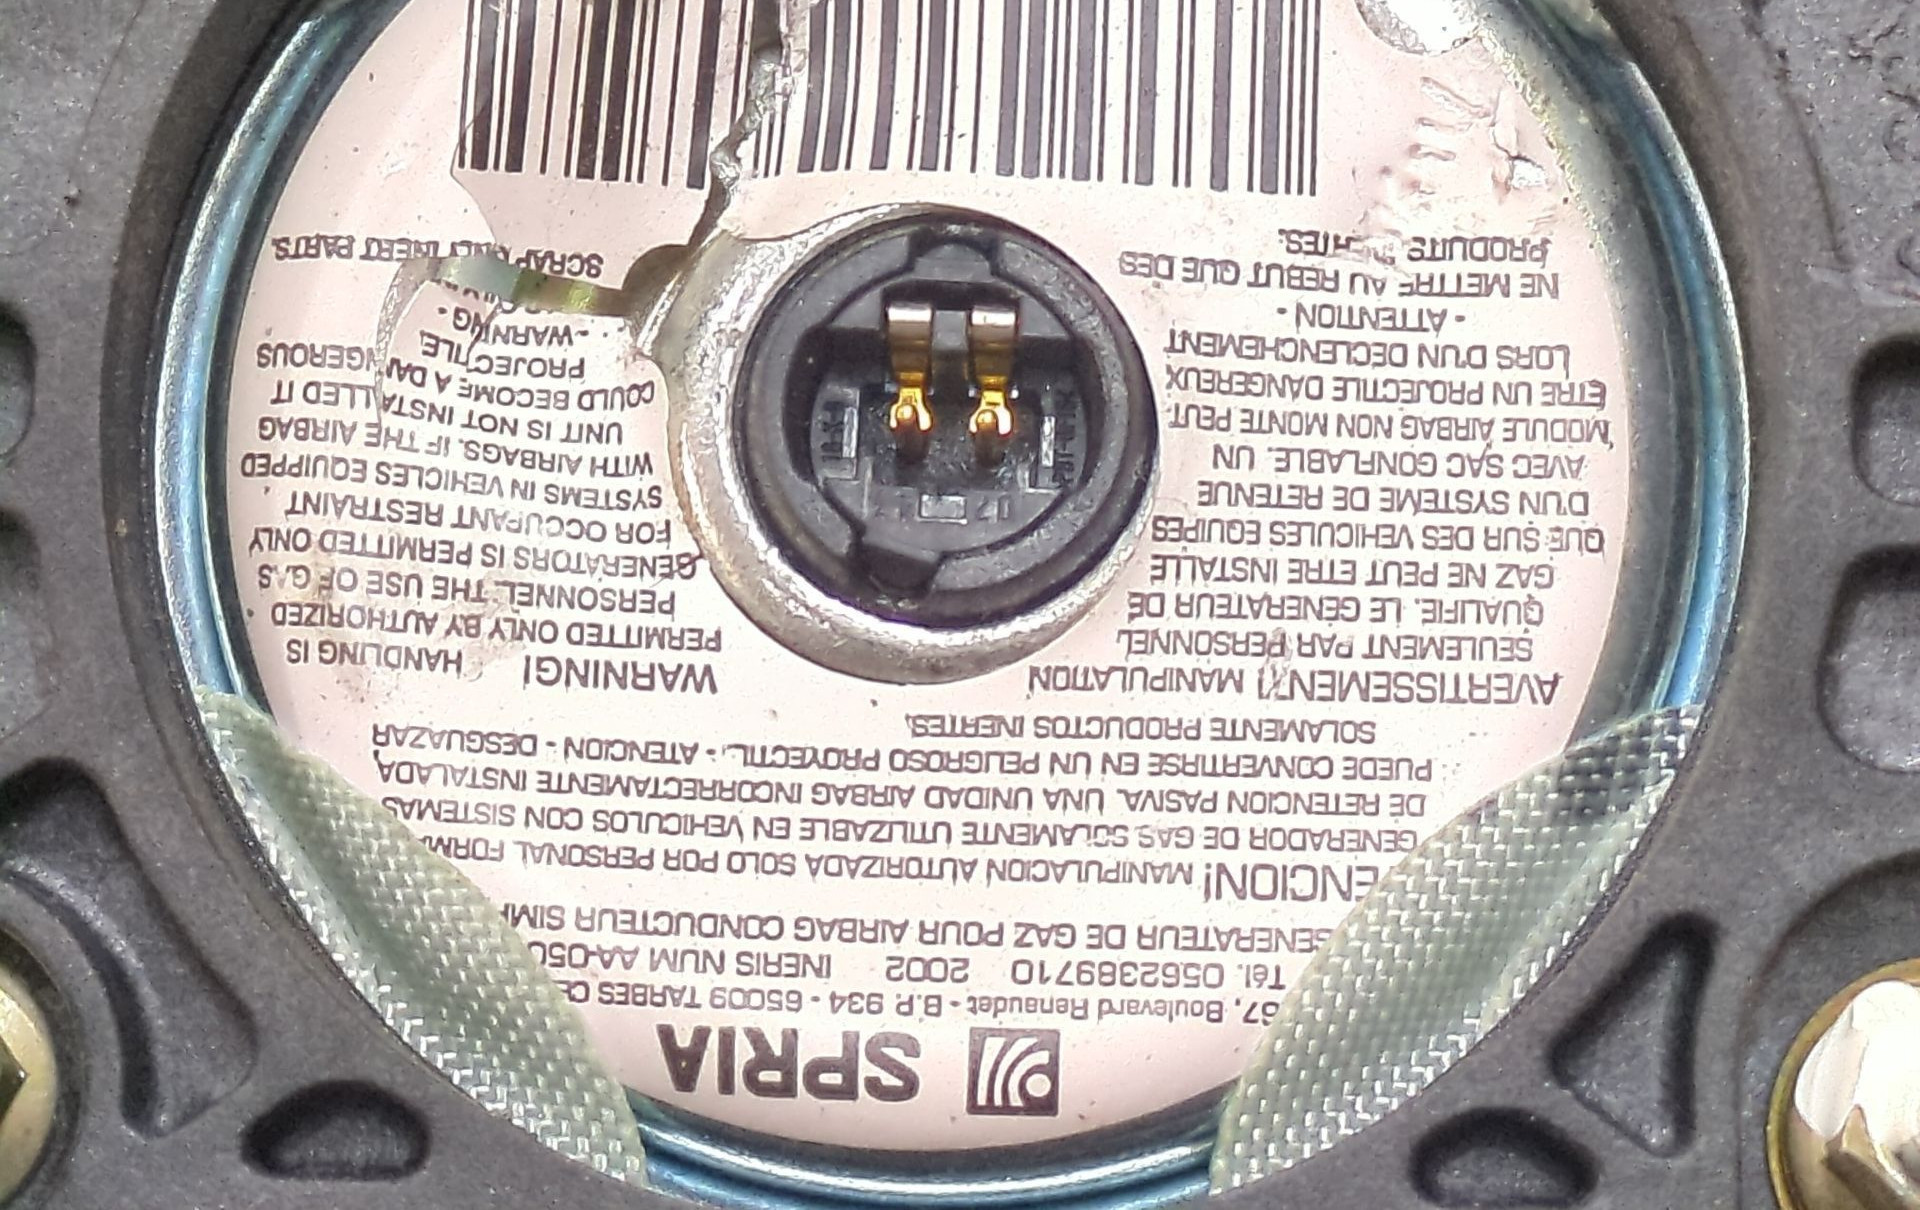 SPRIA
67, Boulevard Renaudet - B.P. 934 - 65009 TARBES CE
Tél. 0562389710 2002 INERIS NUM AA-050
GENERATEUR DE GAZ POUR AIRBAG CONDUCTEUR SIMP
ENCION! MANIPULACION AUTORIZADA SOLO POR PERSONAL FORM
GENERADOR DE GAS SOLAMENTE UTILIZABLE EN VEHICULOS CON SISTEMAS
DE RETENCION PASIVA. UNA UNIDAD AIRBAG INCORRECTAMENTE INSTALADA
PUEDE CONVERTIRSE EN UN PELIGROSO PROYECTIL. - ATENCION - DESGUAZAR
SOLAMENTE PRODUCTOS INERTES.
AVERTISSEMENT! MANIPULATION
SEULEMENT PAR PERSONNEL
QUALIFIE. LE GENERATEUR DE
GAZ NE PEUT ETRE INSTALLE
QUE SUR DES VEHICULES EQUIPES
D'UN SYSTEME DE RETENUE
AVEC SAC GONFLABLE. UN
MODULE AIRBAG NON MONTE PEUT
ETRE UN PROJECTILE DANGEREUX
LORS D'UN DECLENCHEMENT
- ATTENTION -
NE METTRE AU REBUT QUE DES
PRODUITS INERTES.
WARNING! HANDLING IS
PERMITTED ONLY BY AUTHORIZED
PERSONNEL. THE USE OF GAS
GENERATORS IS PERMITTED ONLY
FOR OCCUPANT RESTRAINT
SYSTEMS IN VEHICLES EQUIPPED
WITH AIRBAGS. IF THE AIRBAG
UNIT IS NOT INSTALLED IT
COULD BECOME A DANGEROUS
PROJECTILE.
- WARNING -
SCRAP ONLY INERT PARTS.